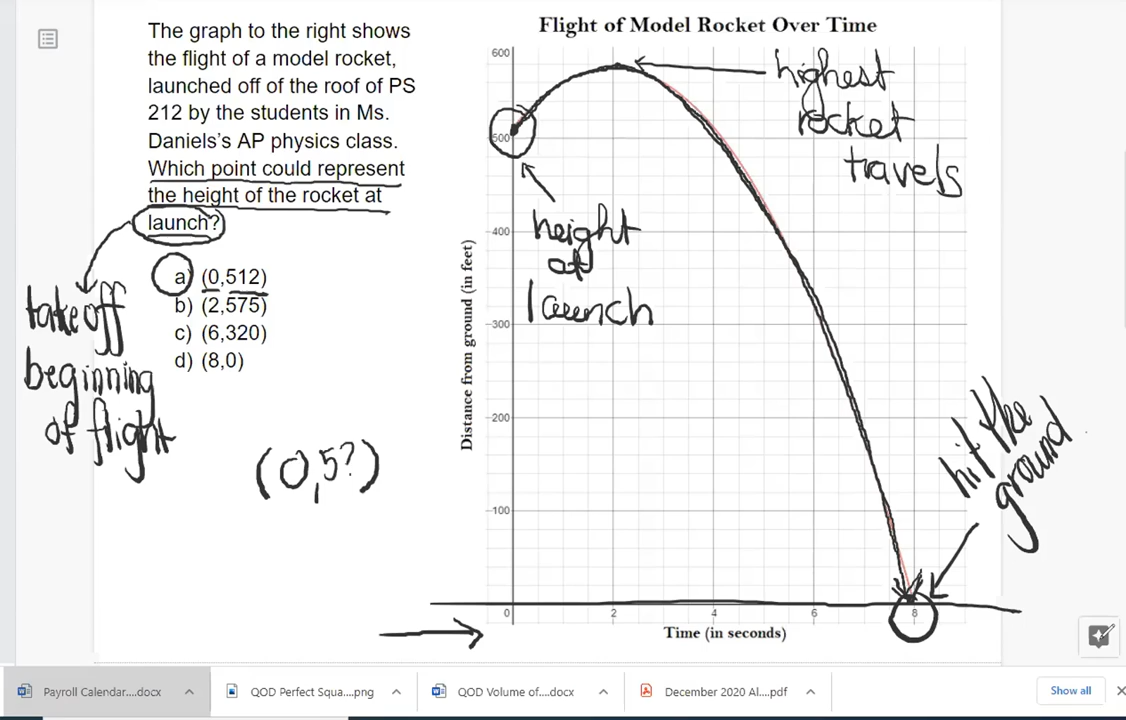 The graph to the right shows
the flight of a model rocket,
launched off of the roof of PS
212 by the students in Ms.
Daniels's AP physics class.
Which point could represent
the height of the rocket at
launch?
a) (0,512)
b) (2,575)
c) (6,320)
d) (8,0)
take off
beginning
of flight
(0,5?)
Flight of Model Rocket Over Time
highest
rocket
travels
height
at
launch
hit the
ground
Distance from ground (in feet)
600
500
400
300
200
100
0
2
4
6
8
Time (in seconds)
Payroll Calendar....docx
QOD Perfect Squa....png
QOD Volume of....docx
December 2020 Al....pdf
Show all